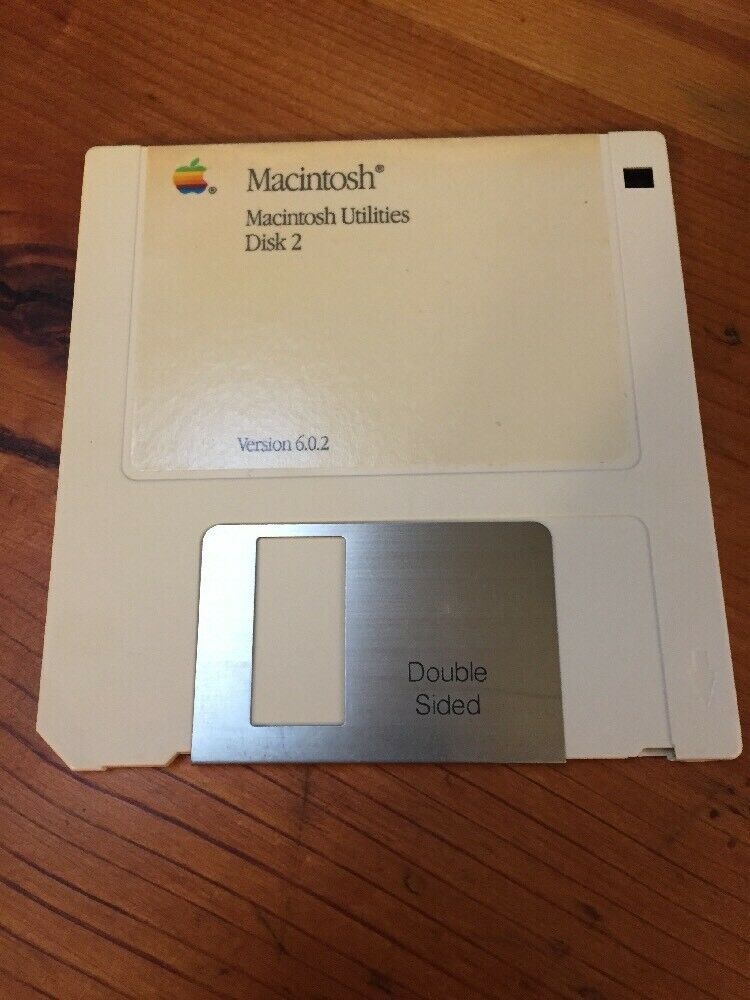 Macintosh®
Macintosh Utilities
Disk 2
Version 6.0.2
Double
Sided